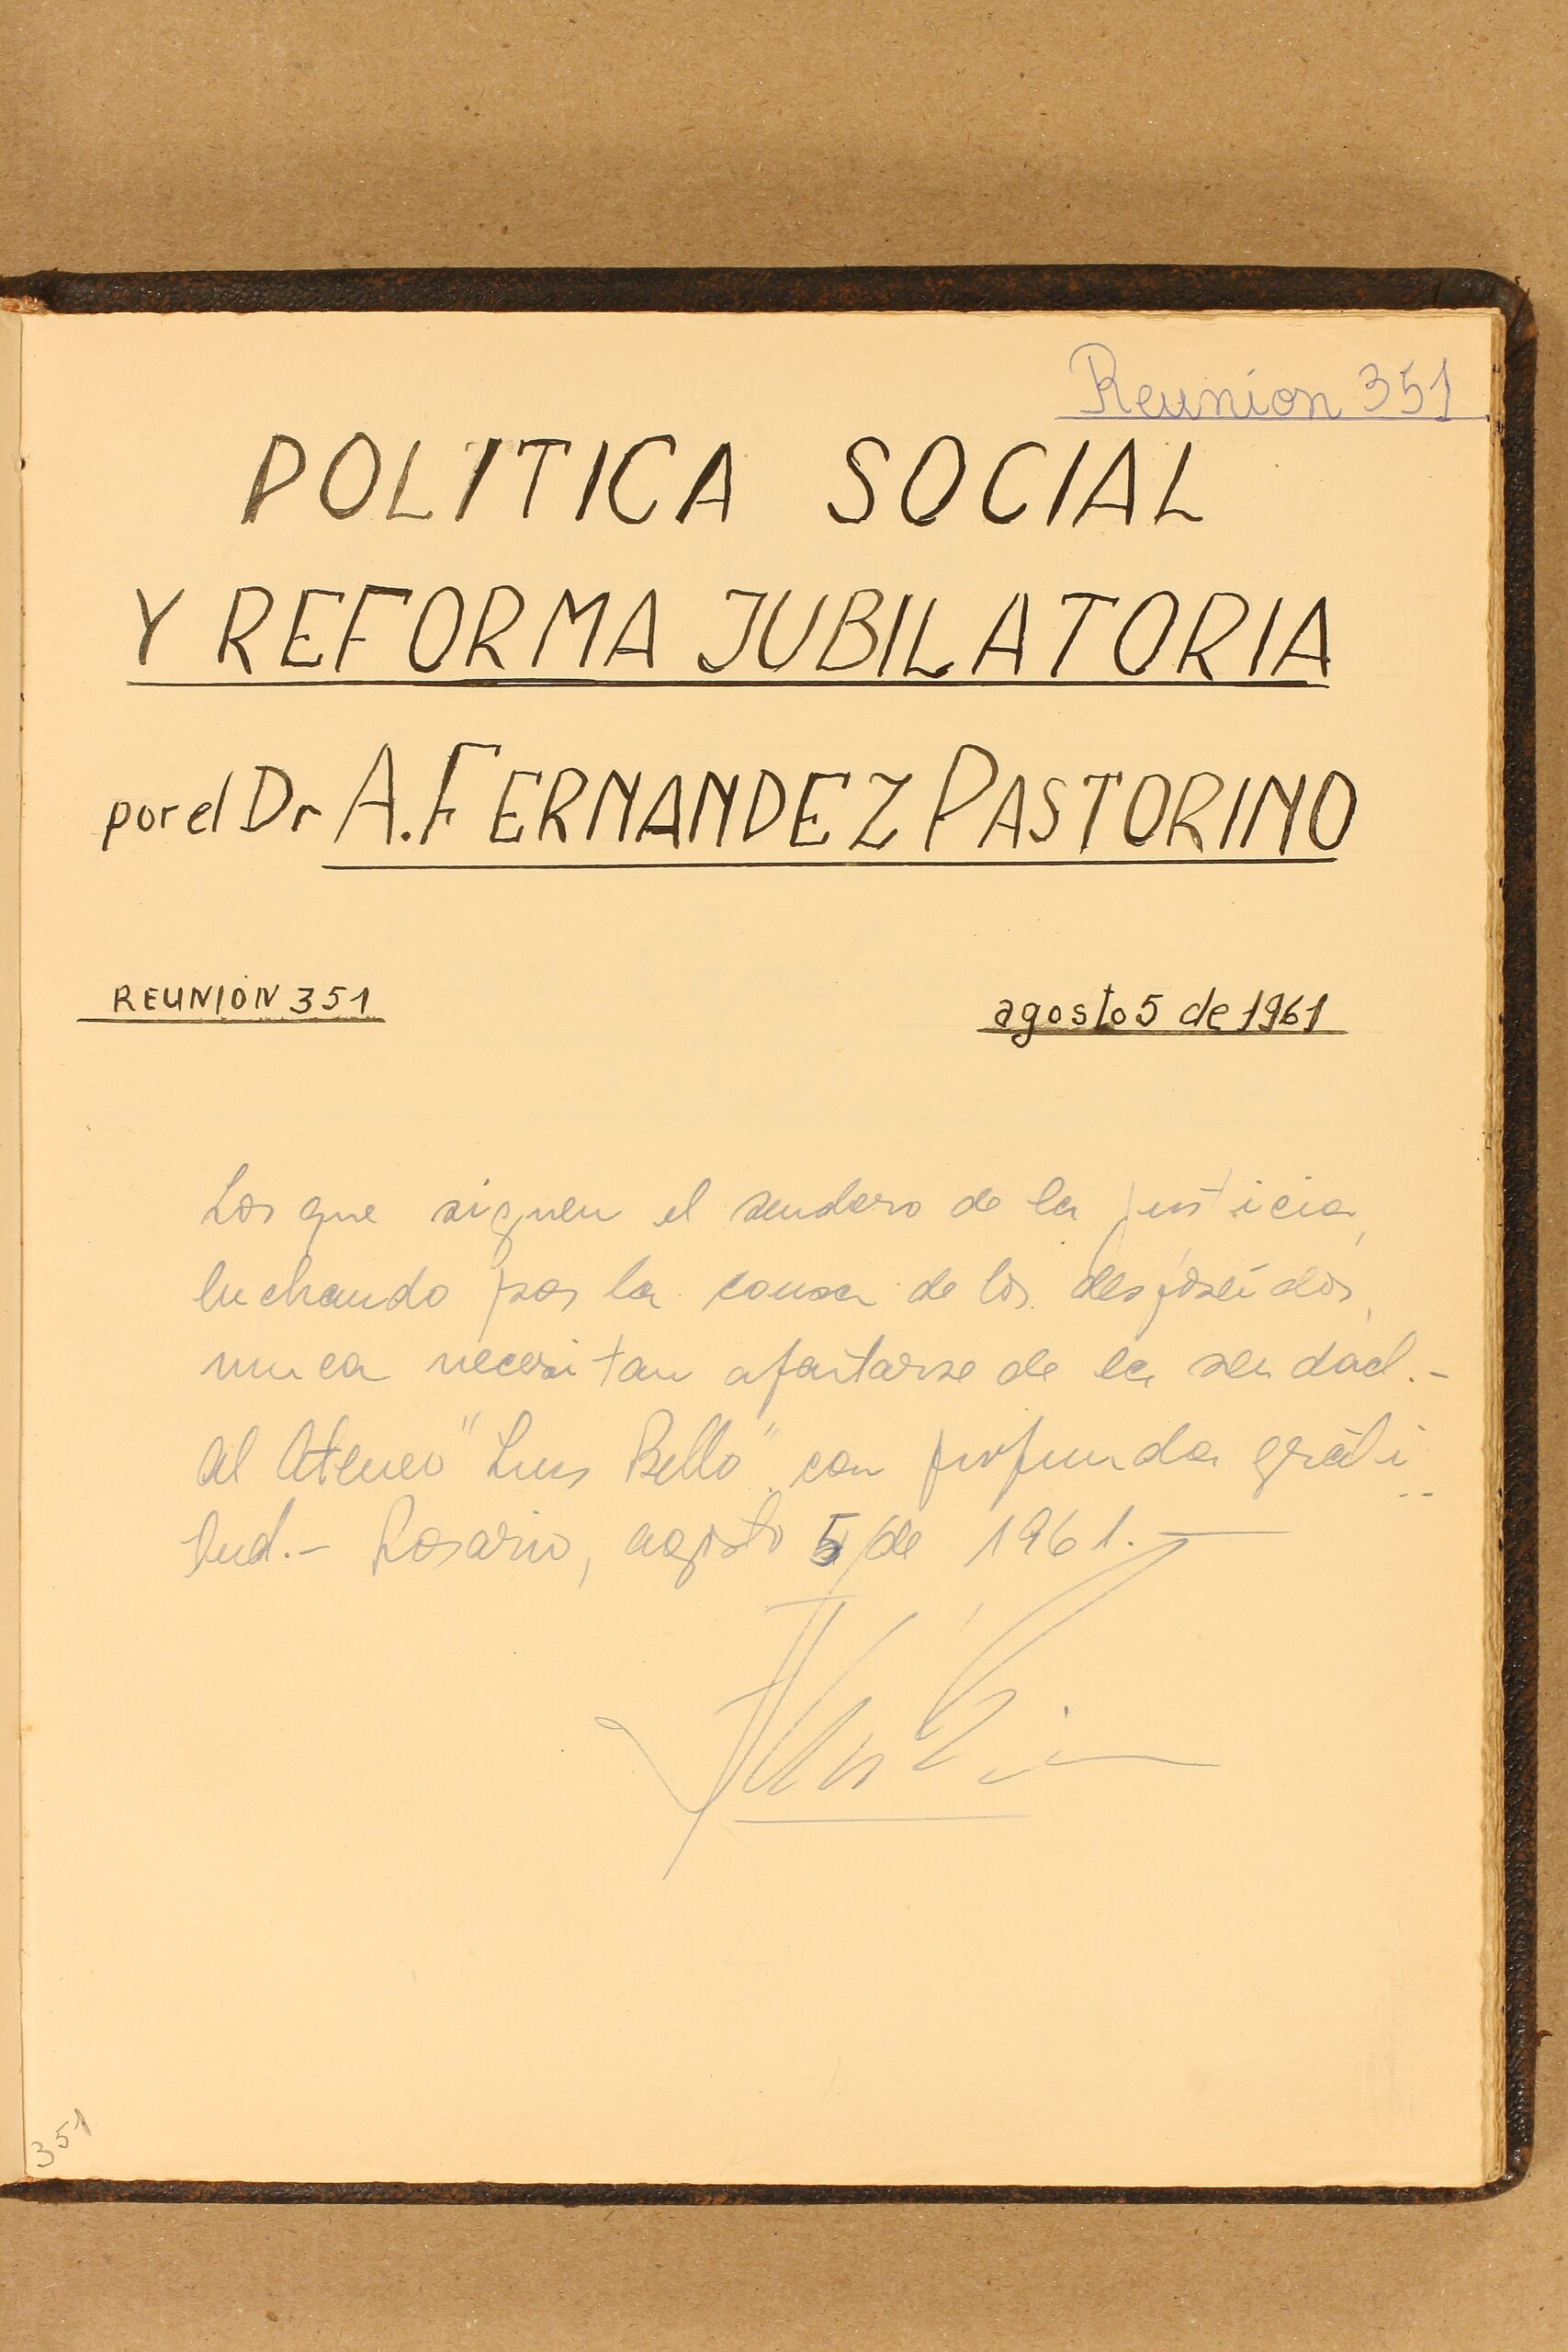 Reunion 351
POLITICA SOCIAL
Y REFORMA JUBILATORIA
por el Dr A. FERNANDEZ PASTORINO
REUNION 351
agosto 5 de 1961
Los que siguen el sendero de la justicia,
luchando por la causa de los desposeídos,
nunca necesitan apartarse de la
Al Ateneo "Luis Bello" con profunda grati
tud.- Rosario, agosto 5 de 1961.-
351